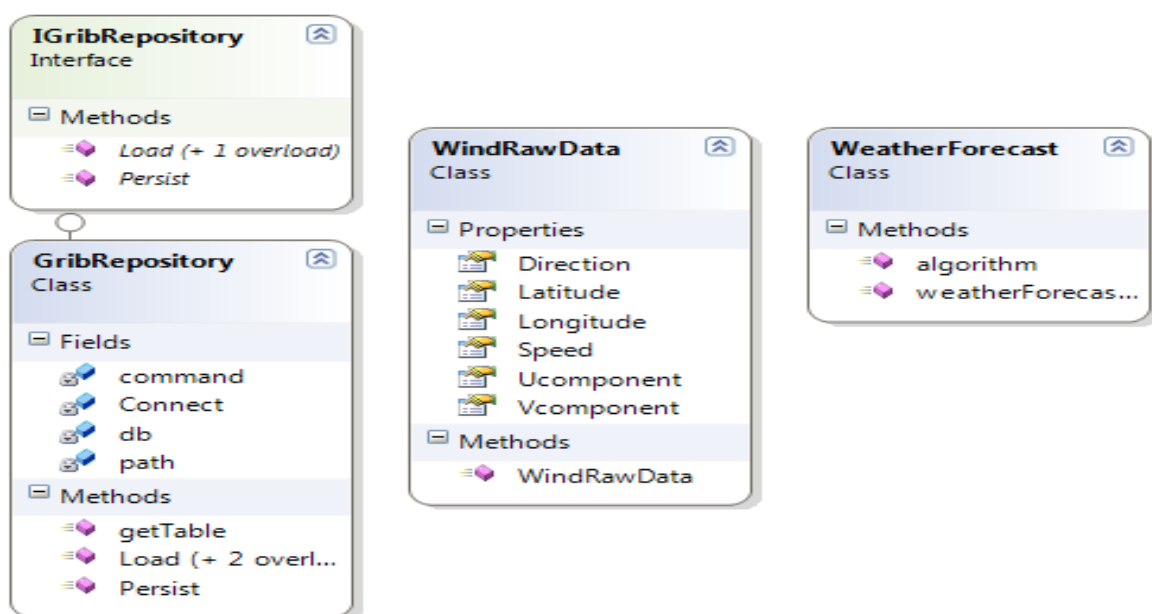 IGribRepository
Interface
Methods
Load (+ 1 overload)
Persist
GribRepository
Class
Fields
command
Connect
db
path
Methods
getTable
Load (+ 2 overl...
Persist
WindRawData
Class
Properties
Direction
Latitude
Longitude
Speed
Ucomponent
Vcomponent
Methods
WindRawData
WeatherForecast
Class
Methods
algorithm
weatherForecas...